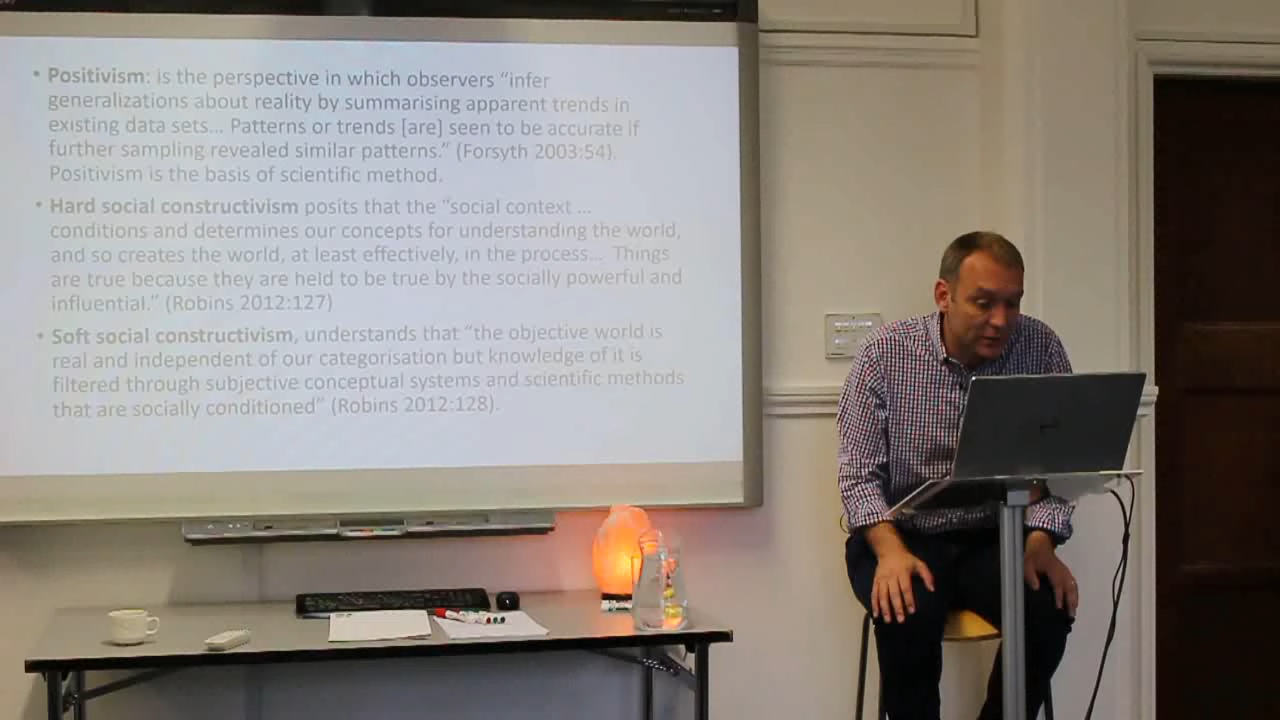 • Positivism: is the perspective in which observers “infer
generalizations about reality by summarising apparent trends in
existing data sets... Patterns or trends [are] seen to be accurate if
further sampling revealed similar patterns.” (Forsyth 2003:54).
Positivism is the basis of scientific method.
• Hard social constructivism posits that the “social context ...
conditions and determines our concepts for understanding the world,
and so creates the world, at least effectively, in the process... Things
are true because they are held to be true by the socially powerful and
influential.” (Robins 2012:127)
• Soft social constructivism, understands that “the objective world is
real and independent of our categorisation but knowledge of it is
filtered through subjective conceptual systems and scientific methods
that are socially conditioned” (Robins 2012:128).